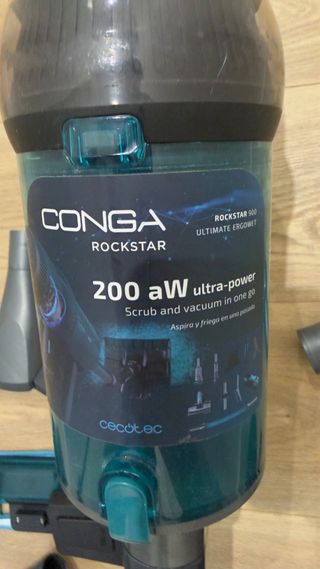 CONGA
ROCKSTAR
ROCKSTAR 900
ULTIMATE ERGOWET
200 aW ultra-power
Scrub and vacuum in one go
Aspira y friega en una pasada
cecotec